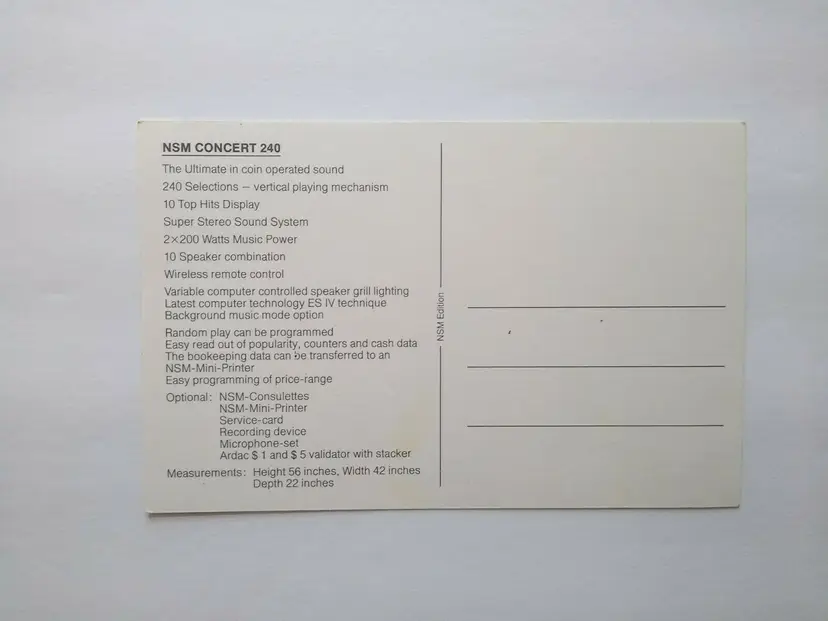 NSM CONCERT 240
The Ultimate in coin operated sound
240 Selections – vertical playing mechanism
10 Top Hits Display
Super Stereo Sound System
2×200 Watts Music Power
10 Speaker combination
Wireless remote control
Variable computer controlled speaker grill lighting
Latest computer technology ES IV technique
Background music mode option
Random play can be programmed
Easy read out of popularity, counters and cash data
The bookeeping data can be transferred to an
NSM-Mini-Printer
Easy programming of price-range
Optional: NSM-Consulettes
NSM-Mini-Printer
Service-card
Recording device
Microphone-set
Ardac $ 1 and $ 5 validator with stacker
Measurements: Height 56 inches, Width 42 inches
Depth 22 inches
NSM Edition